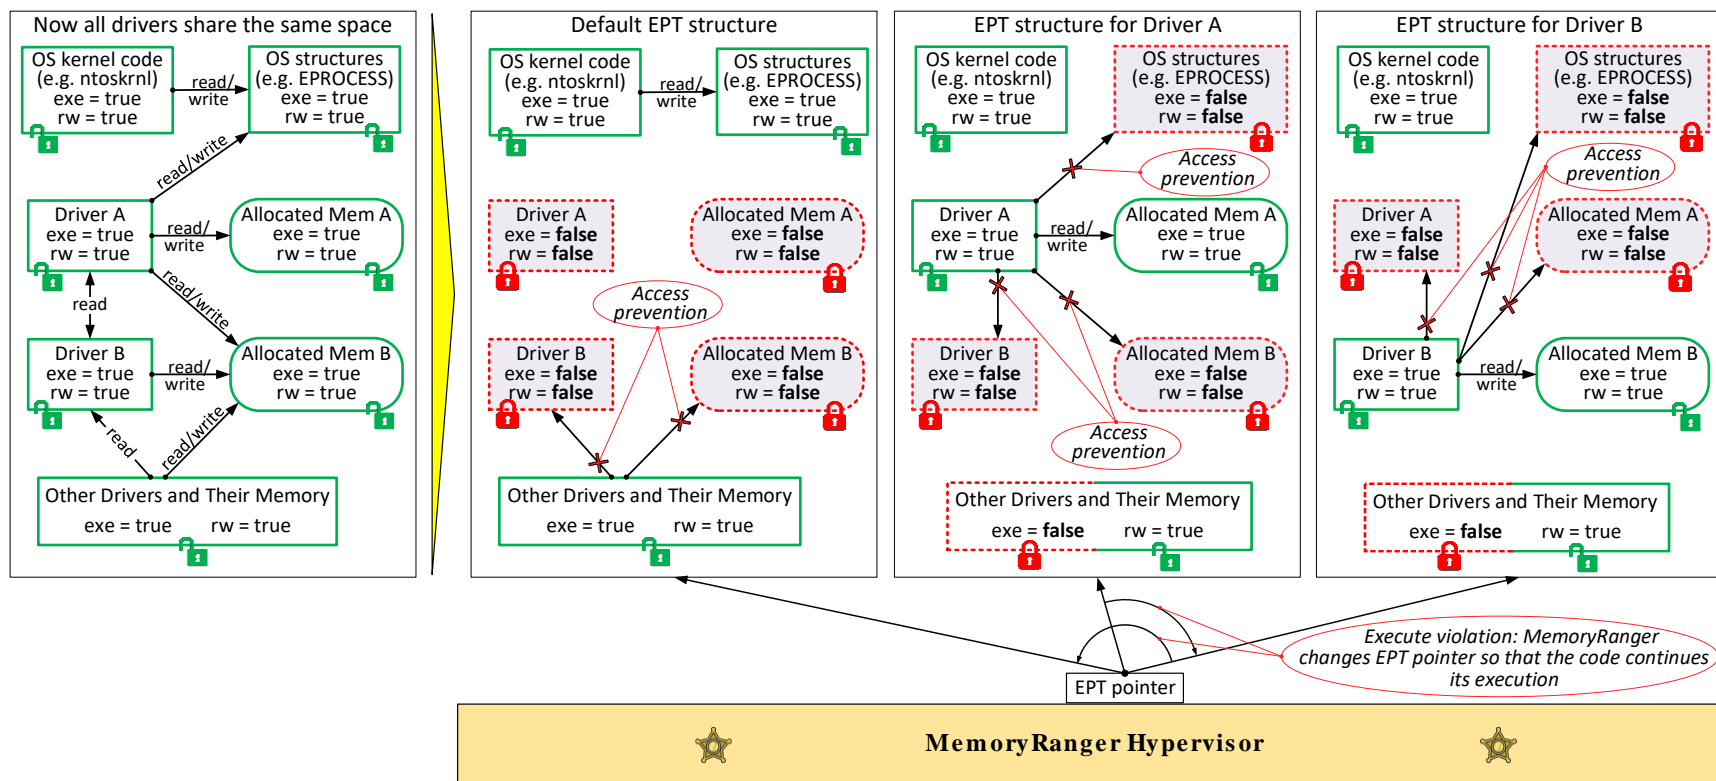 Now all drivers share the same space
OS kernel code
(e.g. ntoskrnl)
exe = true
rw = true
read/
write
OS structures
(e.g. EPROCESS)
exe = true
rw = true
read/write
Driver A
exe = true
rw = true
read/
write
Allocated Mem A
exe = true
rw = true
read
read/write
Driver B
exe = true
rw = true
read/
write
Allocated Mem B
exe = true
rw = true
read
read/write
Other Drivers and Their Memory
exe = true rw = true
Default EPT structure
OS kernel code
(e.g. ntoskrnl)
exe = true
rw = true
read/
write
OS structures
(e.g. EPROCESS)
exe = true
rw = true
Driver A
exe = false
rw = false
Allocated Mem A
exe = false
rw = false
Access
prevention
Driver B
exe = false
rw = false
Allocated Mem B
exe = false
rw = false
Other Drivers and Their Memory
exe = true rw = true
EPT structure for Driver A
OS kernel code
(e.g. ntoskrnl)
exe = true
rw = true
OS structures
(e.g. EPROCESS)
exe = false
rw = false
Access
prevention
Driver A
exe = true
rw = true
read/
write
Allocated Mem A
exe = true
rw = true
Driver B
exe = false
rw = false
Allocated Mem B
exe = false
rw = false
Access
prevention
Other Drivers and Their Memory
exe = false rw = true
EPT structure for Driver B
OS kernel code
(e.g. ntoskrnl)
exe = true
rw = true
OS structures
(e.g. EPROCESS)
exe = false
rw = false
Access
prevention
Driver A
exe = false
rw = false
Allocated Mem A
exe = false
rw = false
Driver B
exe = true
rw = true
read/
write
Allocated Mem B
exe = true
rw = true
Other Drivers and Their Memory
exe = false rw = true
Execute violation: MemoryRanger
changes EPT pointer so that the code continues
its execution
EPT pointer
MemoryRanger Hypervisor